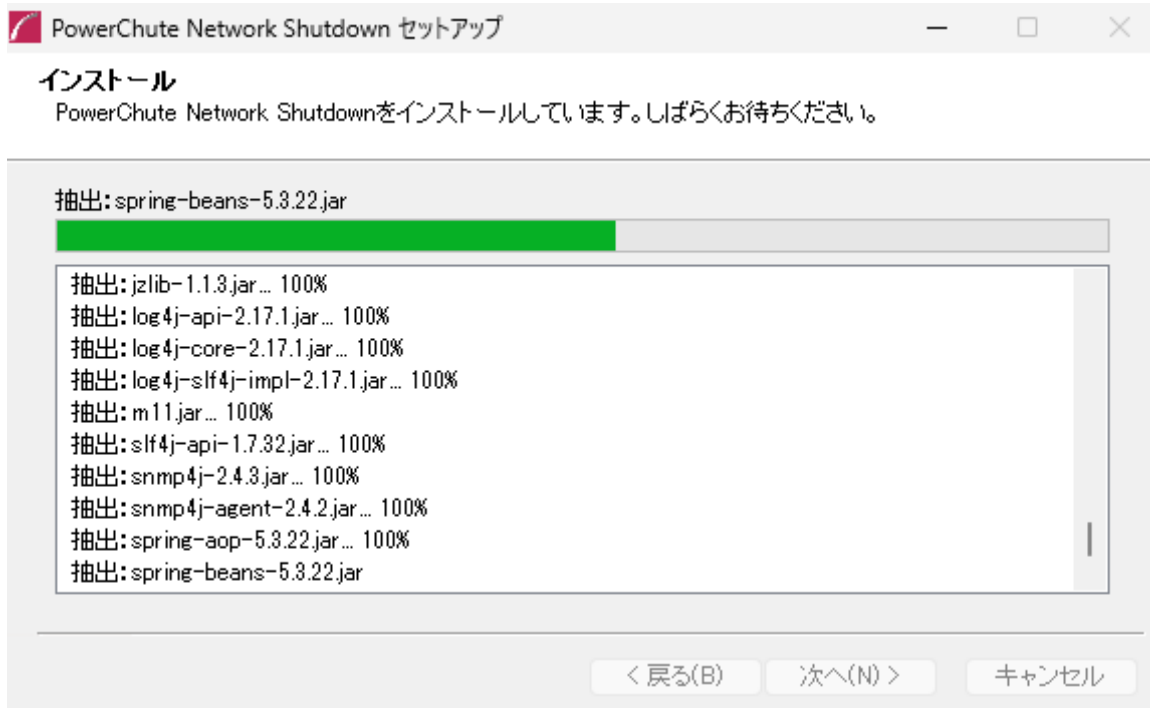 PowerChute Network Shutdown セットアップ
インストール
PowerChute Network Shutdownをインストールしています。しばらくお待ちください。
抽出: spring-beans-5.3.22.jar
抽出: jzlib-1.1.3.jar... 100%
抽出: log4j-api-2.17.1.jar... 100%
抽出: log4j-core-2.17.1.jar... 100%
抽出: log4j-slf4j-impl-2.17.1.jar... 100%
抽出: m11.jar... 100%
抽出: slf4j-api-1.7.32.jar... 100%
抽出: snmp4j-2.4.3.jar... 100%
抽出: snmp4j-agent-2.4.2.jar... 100%
抽出: spring-aop-5.3.22.jar... 100%
抽出: spring-beans-5.3.22.jar
< 戻る(B) 次へ(N) > キャンセル